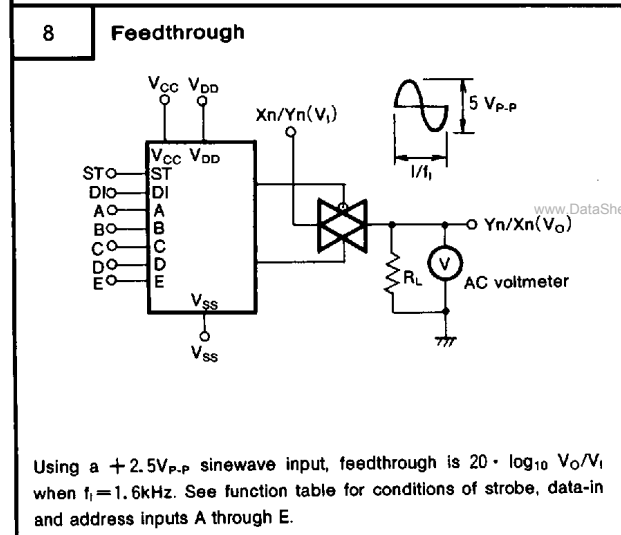 8 Feedthrough
VCC VDD
Xn/Yn(VI)
5 VP-P
1/fI
VCC VDD
ST ST
DI DI
A A
B B
C C
D D
E E
VSS
VSS
www.DataShe
Yn/Xn(VO)
RL
V
AC voltmeter
Using a +2.5VP-P sinewave input, feedthrough is 20 · log10 VO/VI
when fI=1.6kHz. See function table for conditions of strobe, data-in
and address inputs A through E.